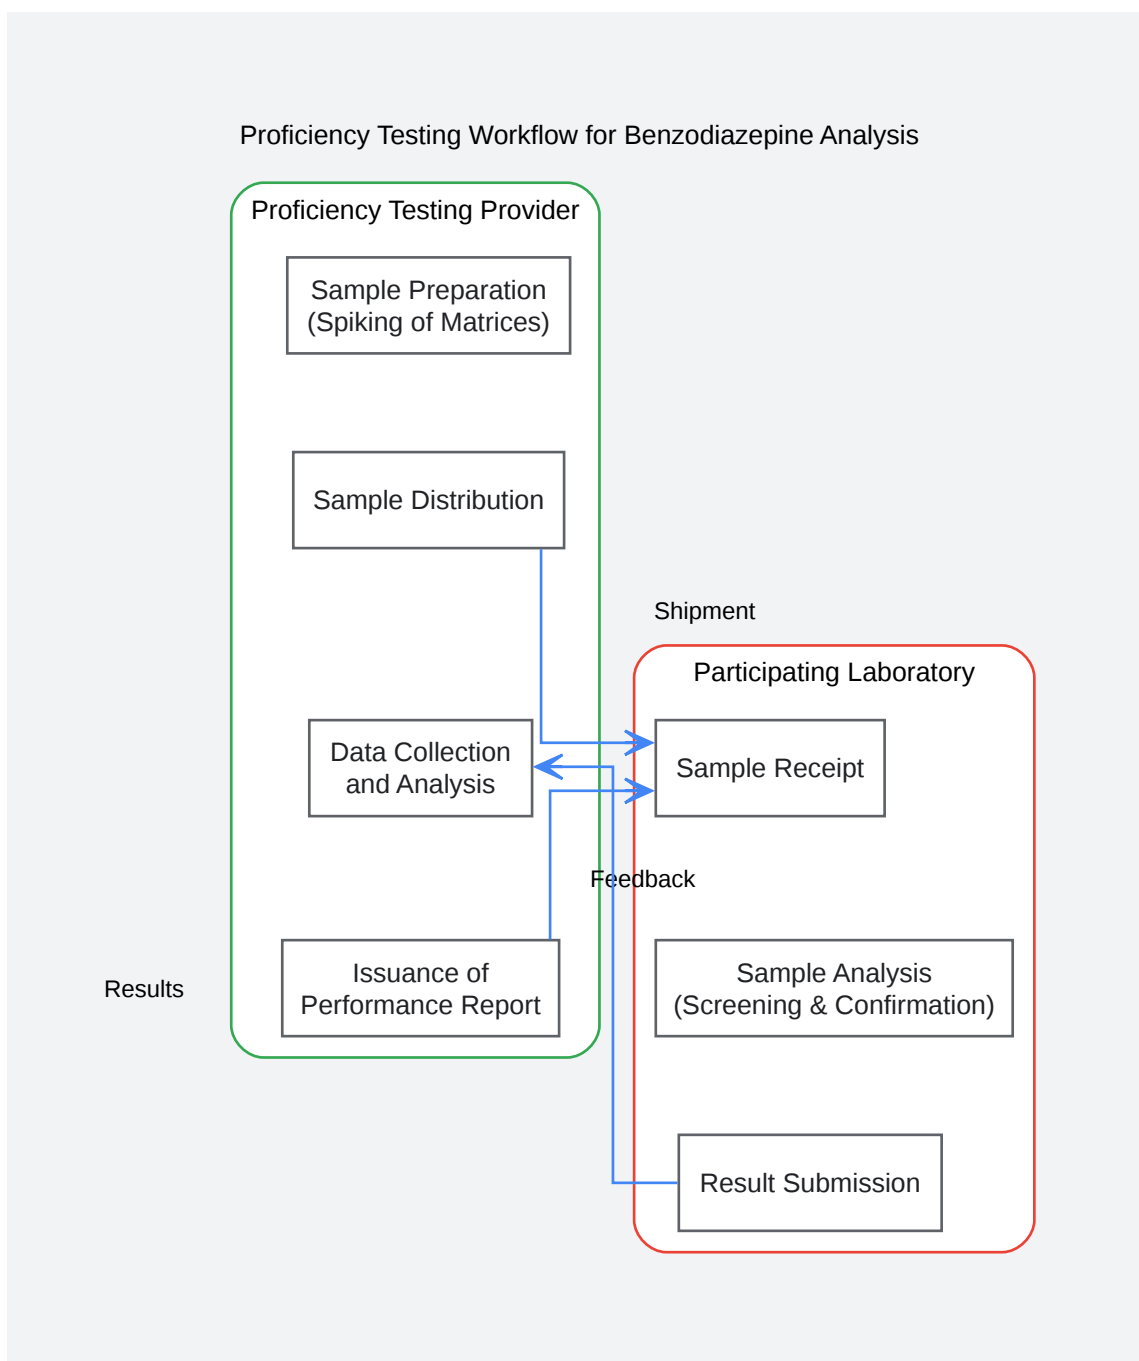 Proficiency Testing Workflow for Benzodiazepine Analysis
Proficiency Testing Provider
Sample Preparation
(Spiking of Matrices)
Sample Distribution
Shipment
Participating Laboratory
Data Collection
and Analysis
Sample Receipt
Feedback
Results
Issuance of
Performance Report
Sample Analysis
(Screening & Confirmation)
Result Submission